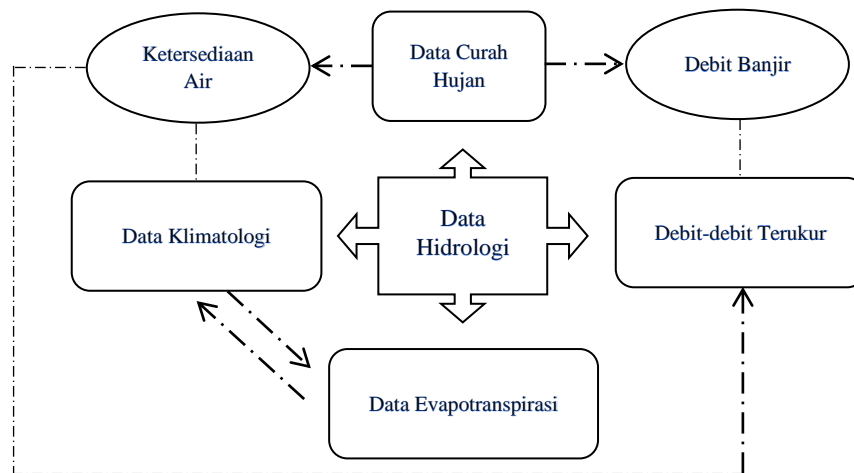 Ketersediaan
Air
Data Curah
Hujan
Debit Banjir
Data Klimatologi
Data
Hidrologi
Debit-debit Terukur
Data Evapotranspirasi